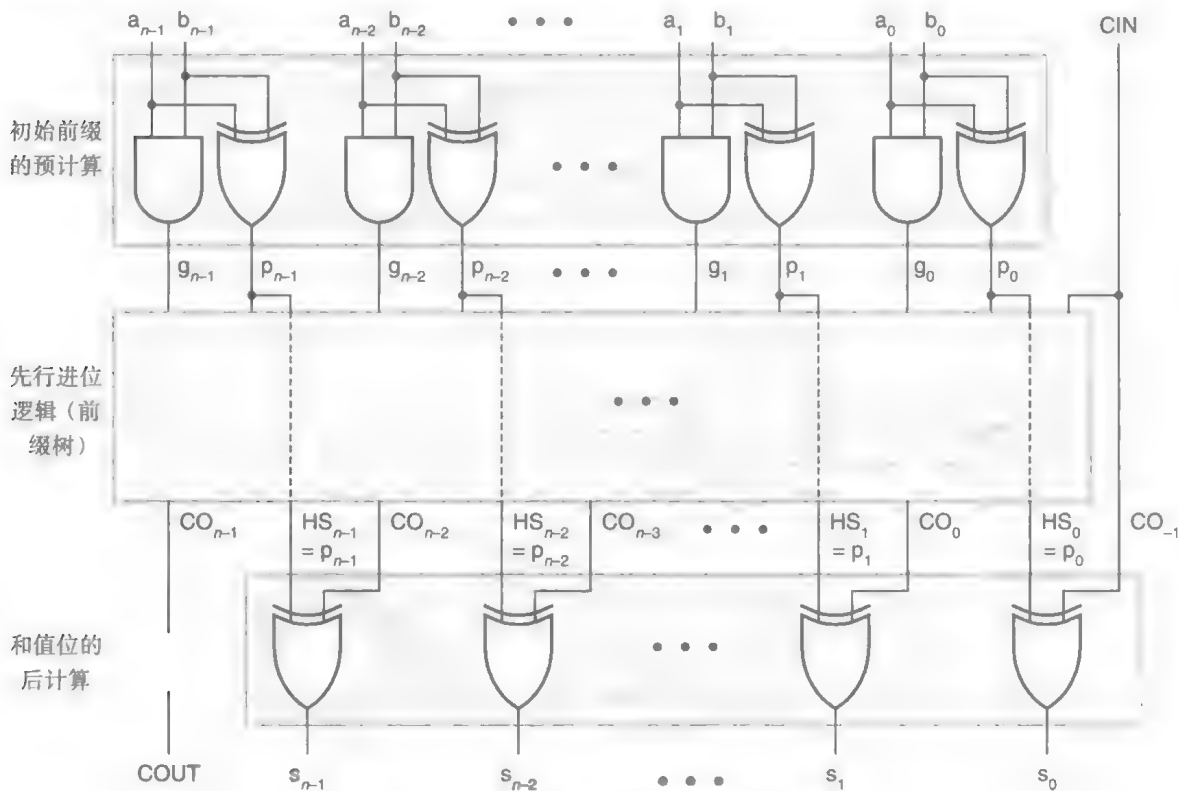 a_{n-1} b_{n-1} a_{n-2} b_{n-2} • • • a_1 b_1 a_0 b_0 CIN
初始前缀
的预计算
• • •
g_{n-1} p_{n-1} g_{n-2} p_{n-2} • • • g_1 p_1 g_0 p_0
先行进位
逻辑（前
缀树）
• • •
CO_{n-1} HS_{n-1} CO_{n-2} HS_{n-2} CO_{n-3} • • • HS_1 CO_0 HS_0 CO_{-1}
= p_{n-1} = p_{n-2} = p_1 = p_0
和值位的
后计算
• • •
COUT s_{n-1} s_{n-2} • • • s_1 s_0